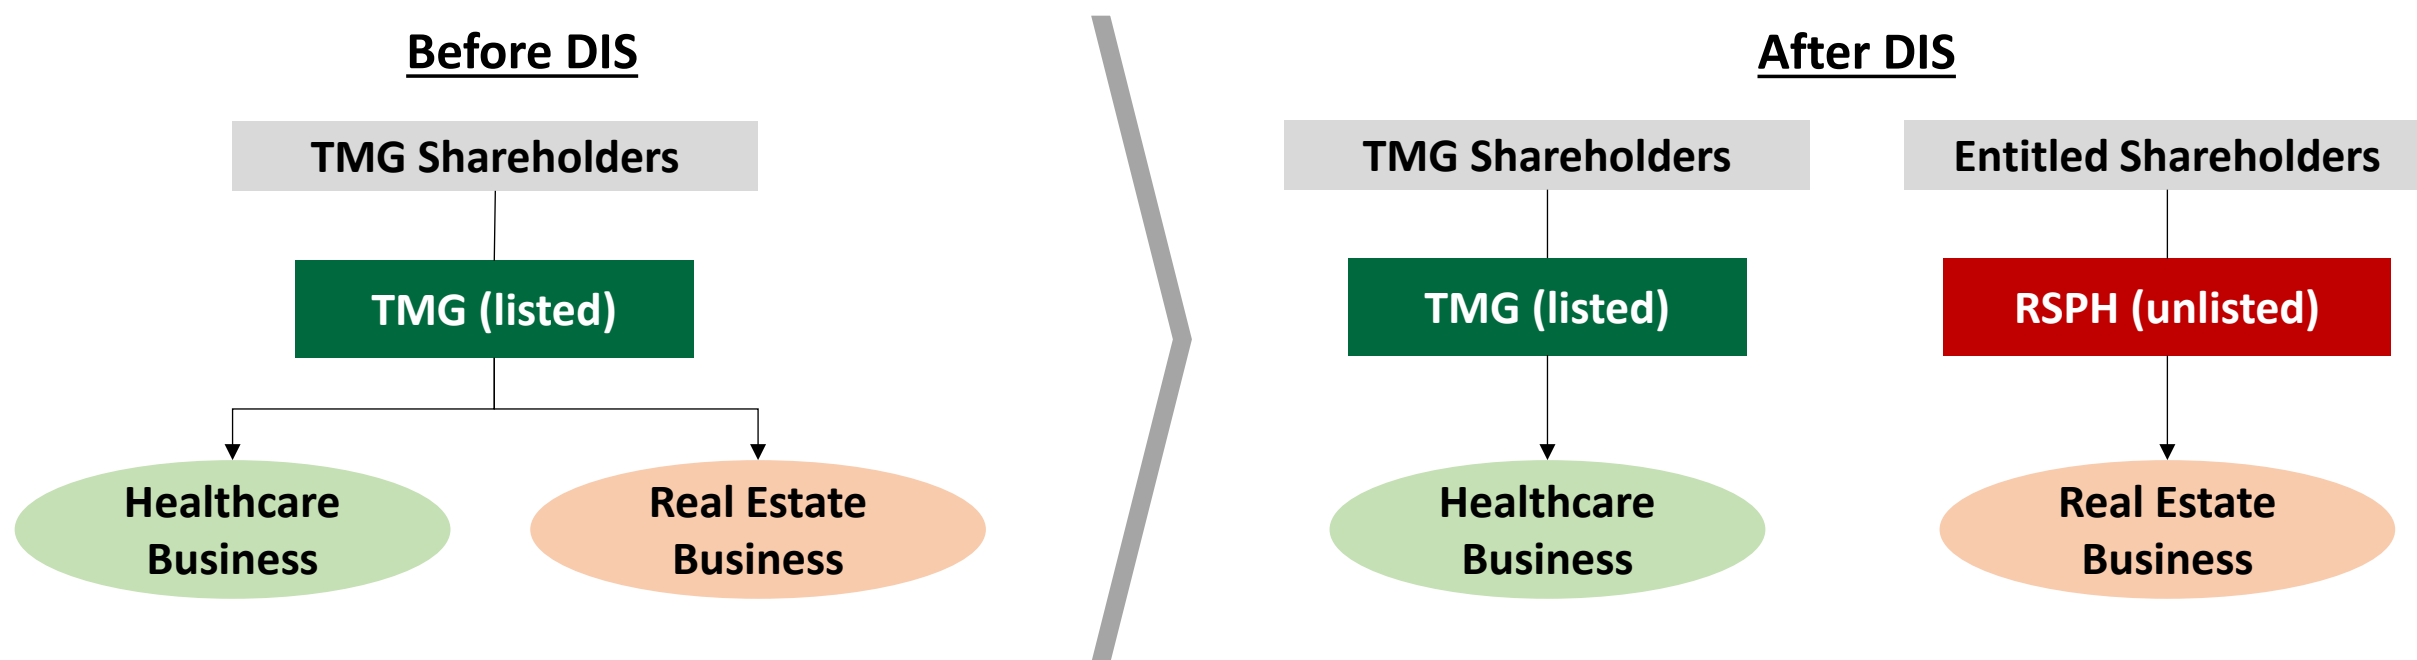 Before DIS
TMG Shareholders
TMG (listed)
Healthcare
Business
Real Estate
Business
After DIS
TMG Shareholders
Entitled Shareholders
TMG (listed)
RSPH (unlisted)
Healthcare
Business
Real Estate
Business